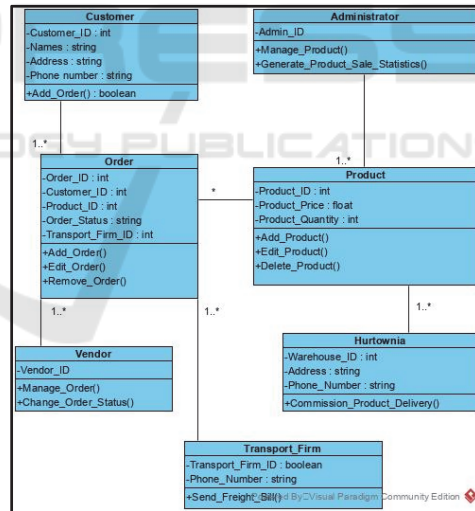 Customer
-Customer_ID : int
-Names : string
-Address : string
-Phone number : string
+Add_Order() : boolean
Administrator
-Admin_ID
+Manage_Product()
+Generate_Product_Sale_Statistics()
1..*
1..*
Order
-Order_ID : int
-Customer_ID : int
-Product_ID : int
-Order_Status : string
-Transport_Firm_ID : int
+Add_Order()
+Edit_Order()
+Remove_Order()
*
Product
-Product_ID : int
-Product_Price : float
-Product_Quantity : int
+Add_Product()
+Edit_Product()
+Delete_Product()
1..*
1..*
1..*
Vendor
-Vendor_ID
+Manage_Order()
+Change_Order_Status()
Hurtownia
-Warehouse_ID : int
-Address : string
-Phone_Number : string
+Commission_Product_Delivery()
Transport_Firm
-Transport_Firm_ID : boolean
-Phone_Number : string
+Send_Freight_Bill()
Visual Paradigm Community Edition
PUBLICATION